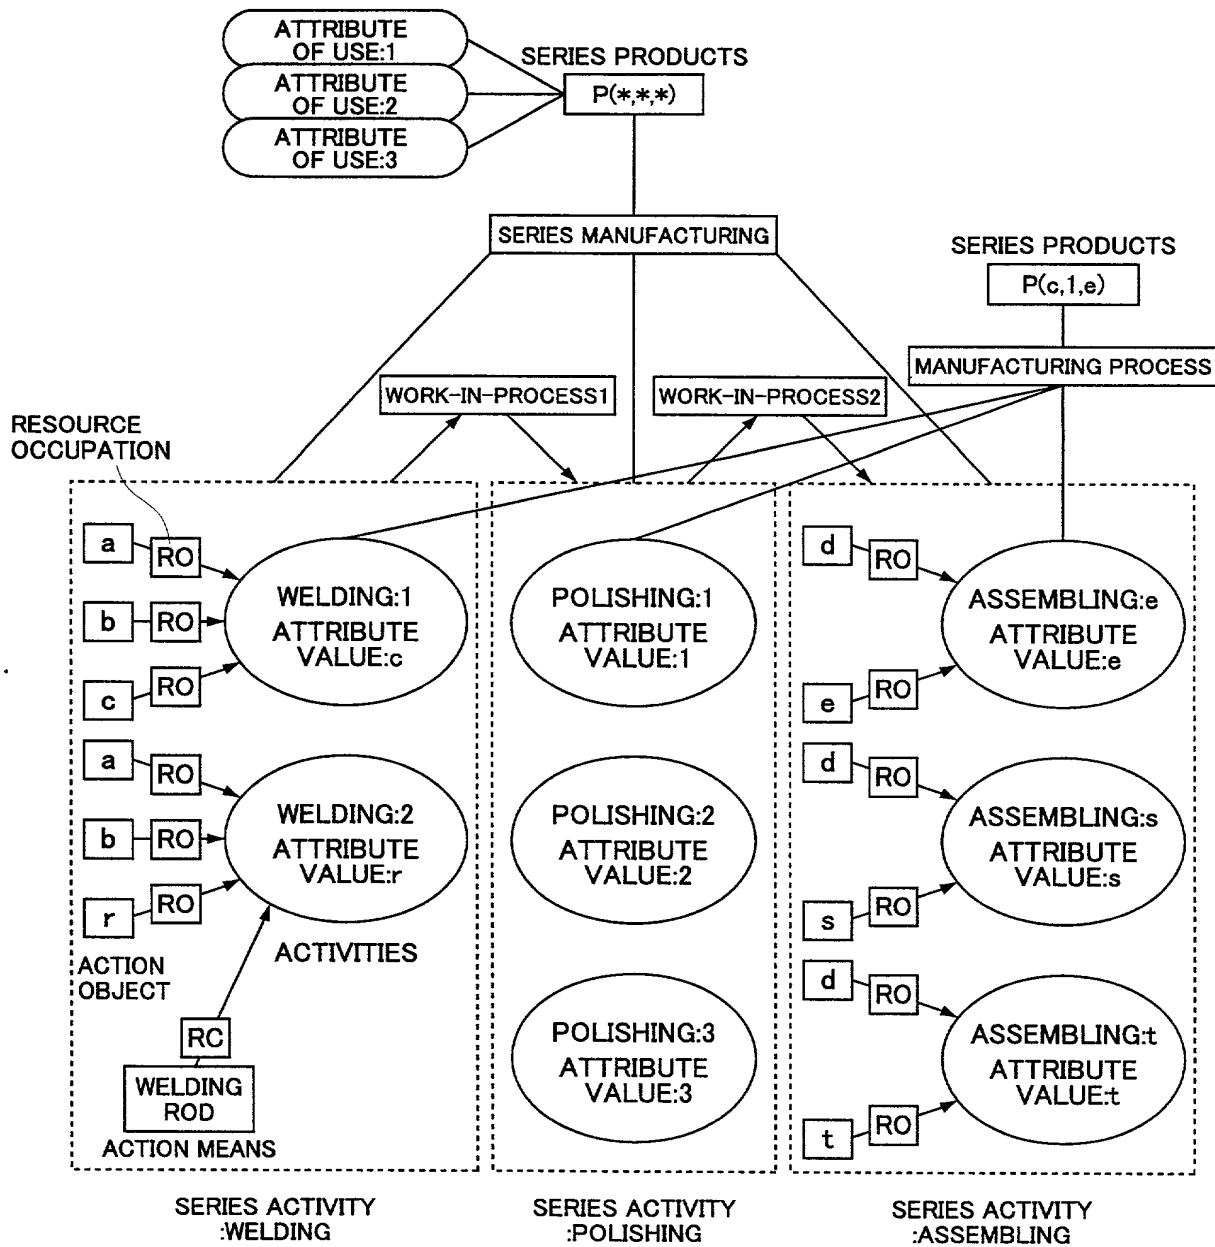 ATTRIBUTE
OF USE:1
ATTRIBUTE
OF USE:2
ATTRIBUTE
OF USE:3
SERIES PRODUCTS
P(*,*,*)
SERIES MANUFACTURING
SERIES PRODUCTS
P(c,1,e)
MANUFACTURING PROCESS
WORK-IN-PROCESS1
WORK-IN-PROCESS2
RESOURCE
OCCUPATION
a
RO
b
RO
c
RO
WELDING:1
ATTRIBUTE
VALUE:c
a
RO
b
RO
r
RO
WELDING:2
ATTRIBUTE
VALUE:r
ACTION
OBJECT
ACTIVITIES
RC
WELDING
ROD
ACTION MEANS
POLISHING:1
ATTRIBUTE
VALUE:1
POLISHING:2
ATTRIBUTE
VALUE:2
POLISHING:3
ATTRIBUTE
VALUE:3
d
RO
e
RO
ASSEMBLING:e
ATTRIBUTE
VALUE:e
d
RO
s
RO
ASSEMBLING:s
ATTRIBUTE
VALUE:s
d
RO
t
RO
ASSEMBLING:t
ATTRIBUTE
VALUE:t
SERIES ACTIVITY
:WELDING
SERIES ACTIVITY
:POLISHING
SERIES ACTIVITY
:ASSEMBLING